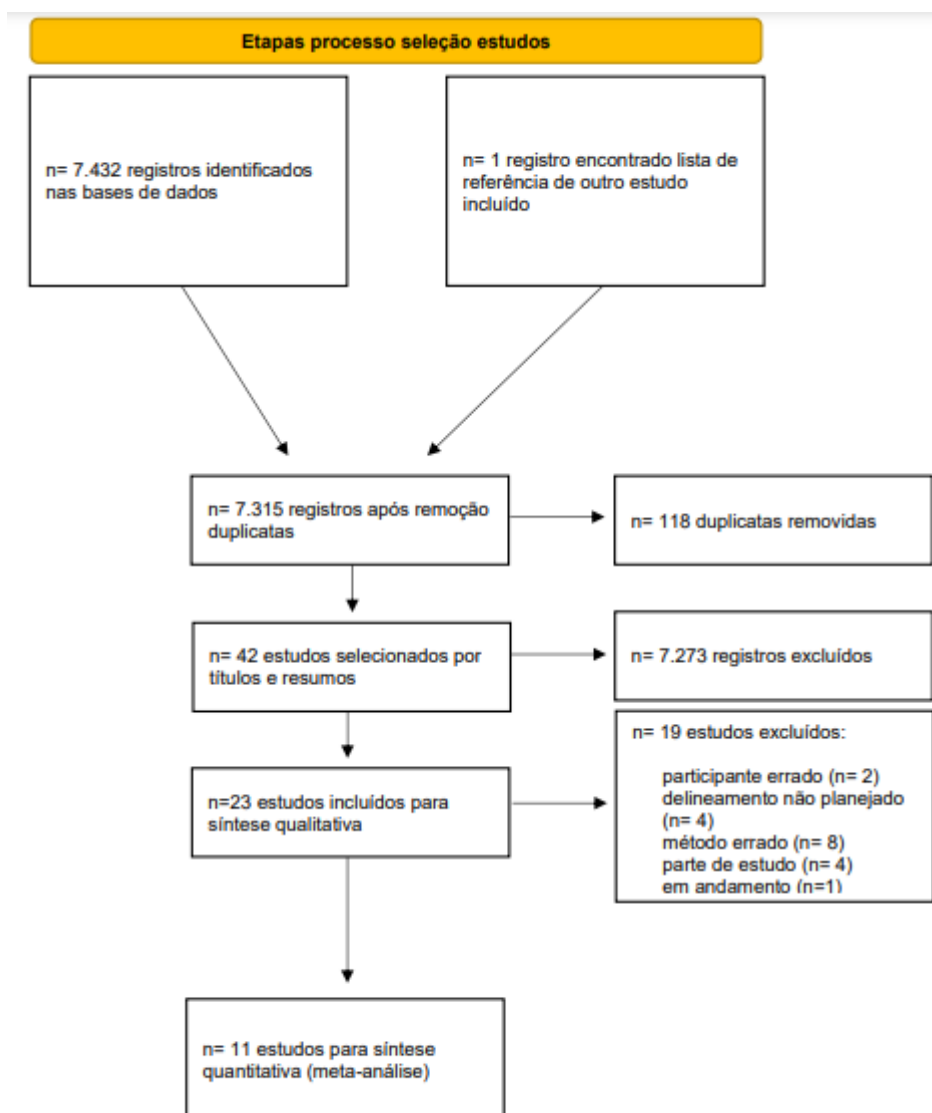 Etapas processo seleção estudos
n= 7.432 registros identificados
nas bases de dados
n= 1 registro encontrado lista de
referência de outro estudo
incluído
n= 7.315 registros após remoção
duplicatas
n= 118 duplicatas removidas
n= 42 estudos selecionados por
títulos e resumos
n= 7.273 registros excluídos
n=23 estudos incluídos para
síntese qualitativa
n= 19 estudos excluídos:
participante errado (n= 2)
delineamento não planejado
(n= 4)
método errado (n= 8)
parte de estudo (n= 4)
em andamento (n=1)
n= 11 estudos para síntese
quantitativa (meta-análise)